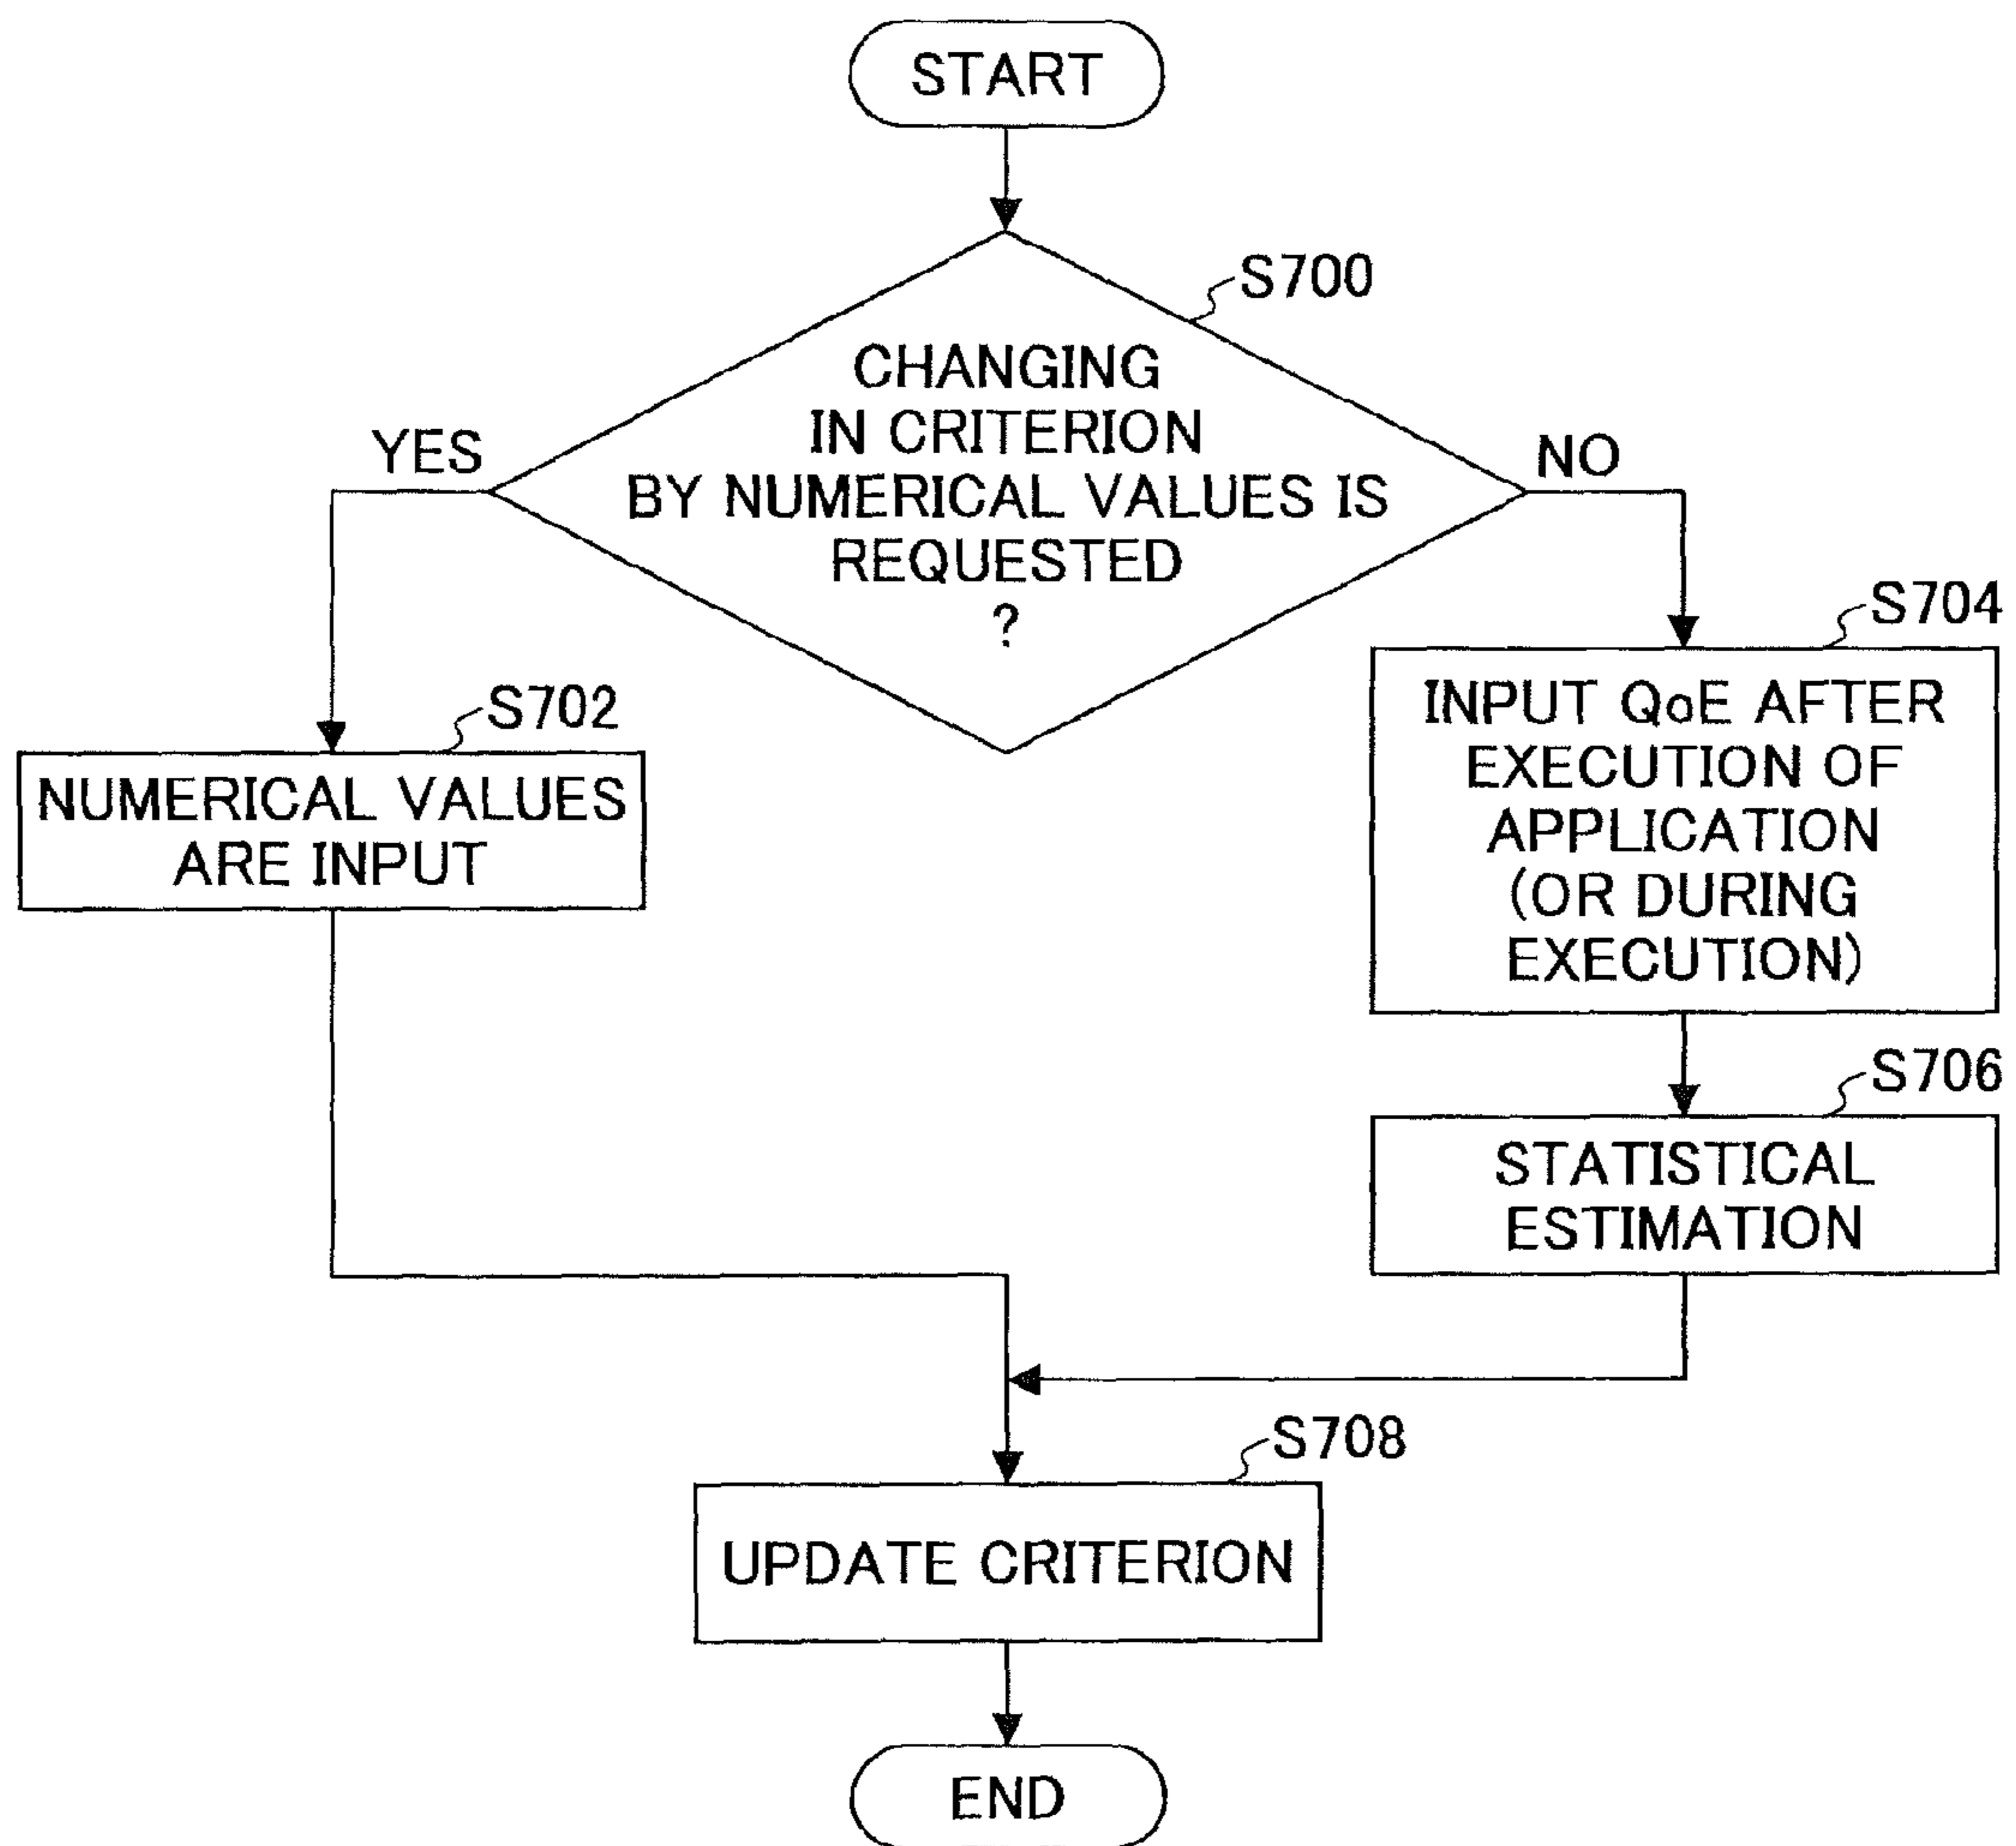 START
S700
CHANGING
IN CRITERION
BY NUMERICAL VALUES IS
REQUESTED
?
YES
NO
S702
NUMERICAL VALUES
ARE INPUT
S704
INPUT QoE AFTER
EXECUTION OF
APPLICATION
(OR DURING
EXECUTION)
S706
STATISTICAL
ESTIMATION
S708
UPDATE CRITERION
END